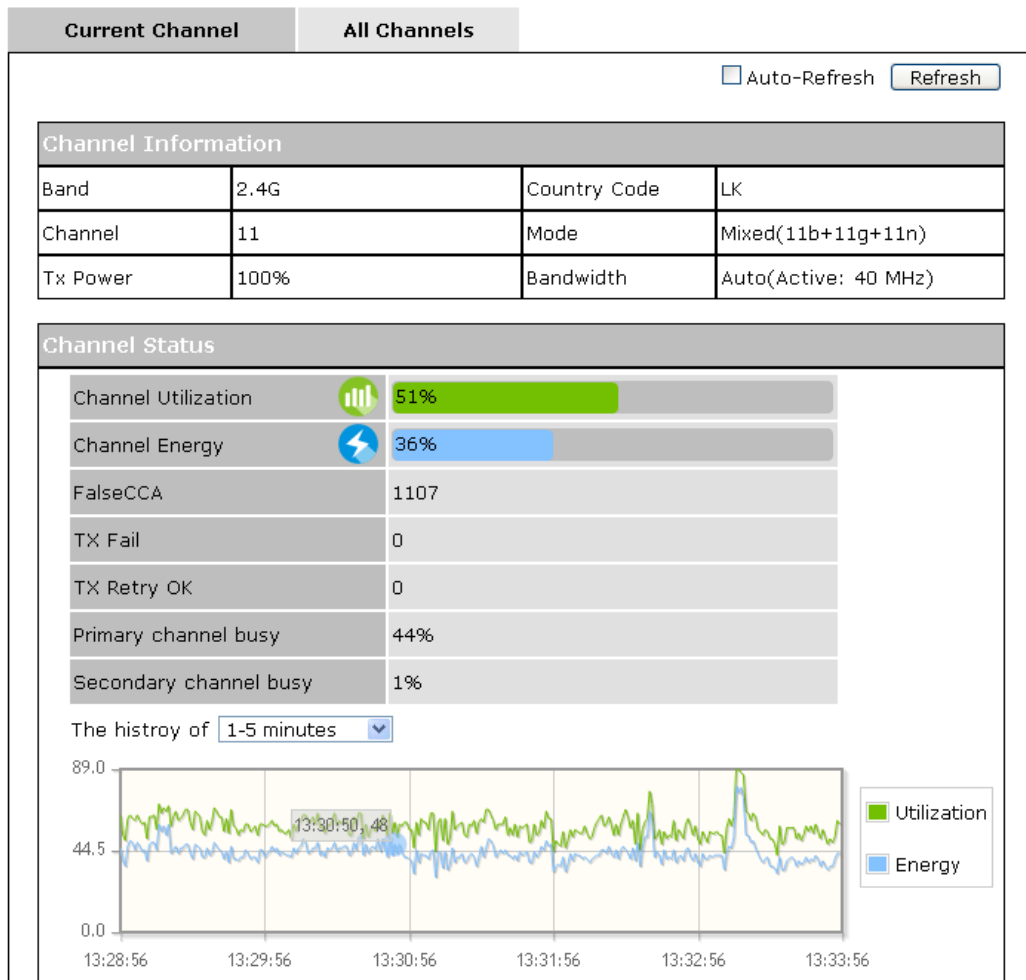 Current Channel All Channels
Auto-Refresh Refresh
Channel Information
Band 2.4G Country Code LK
Channel 11 Mode Mixed(11b+11g+11n)
Tx Power 100% Bandwidth Auto(Active: 40 MHz)
Channel Status
Channel Utilization 51%
Channel Energy 36%
FalseCCA 1107
TX Fail 0
TX Retry OK 0
Primary channel busy 44%
Secondary channel busy 1%
The histroy of 1-5 minutes
89.0
Utilization
13:30:50, 48
44.5
Energy
0.0
13:28:56 13:29:56 13:30:56 13:31:56 13:32:56 13:33:56